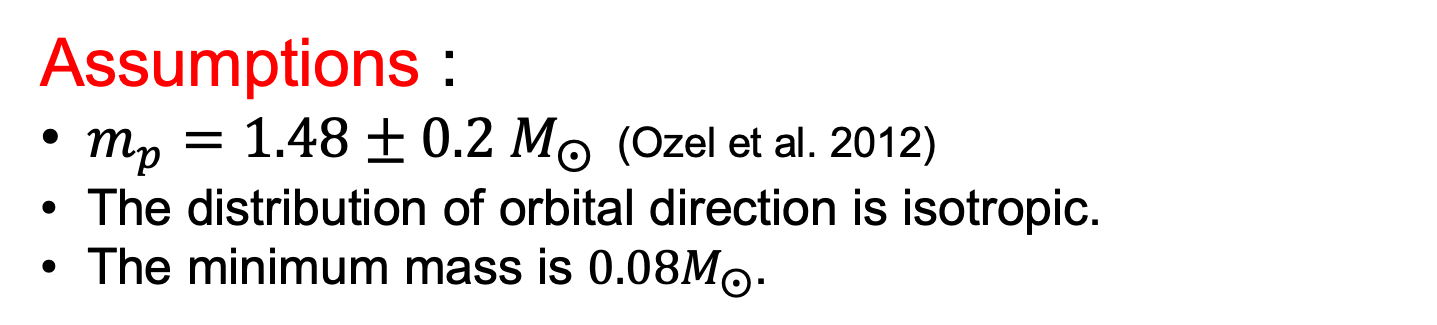 Assumptions :
• m_p = 1.48 ± 0.2 M_⊙ (Ozel et al. 2012)
• The distribution of orbital direction is isotropic.
• The minimum mass is 0.08M_⊙.